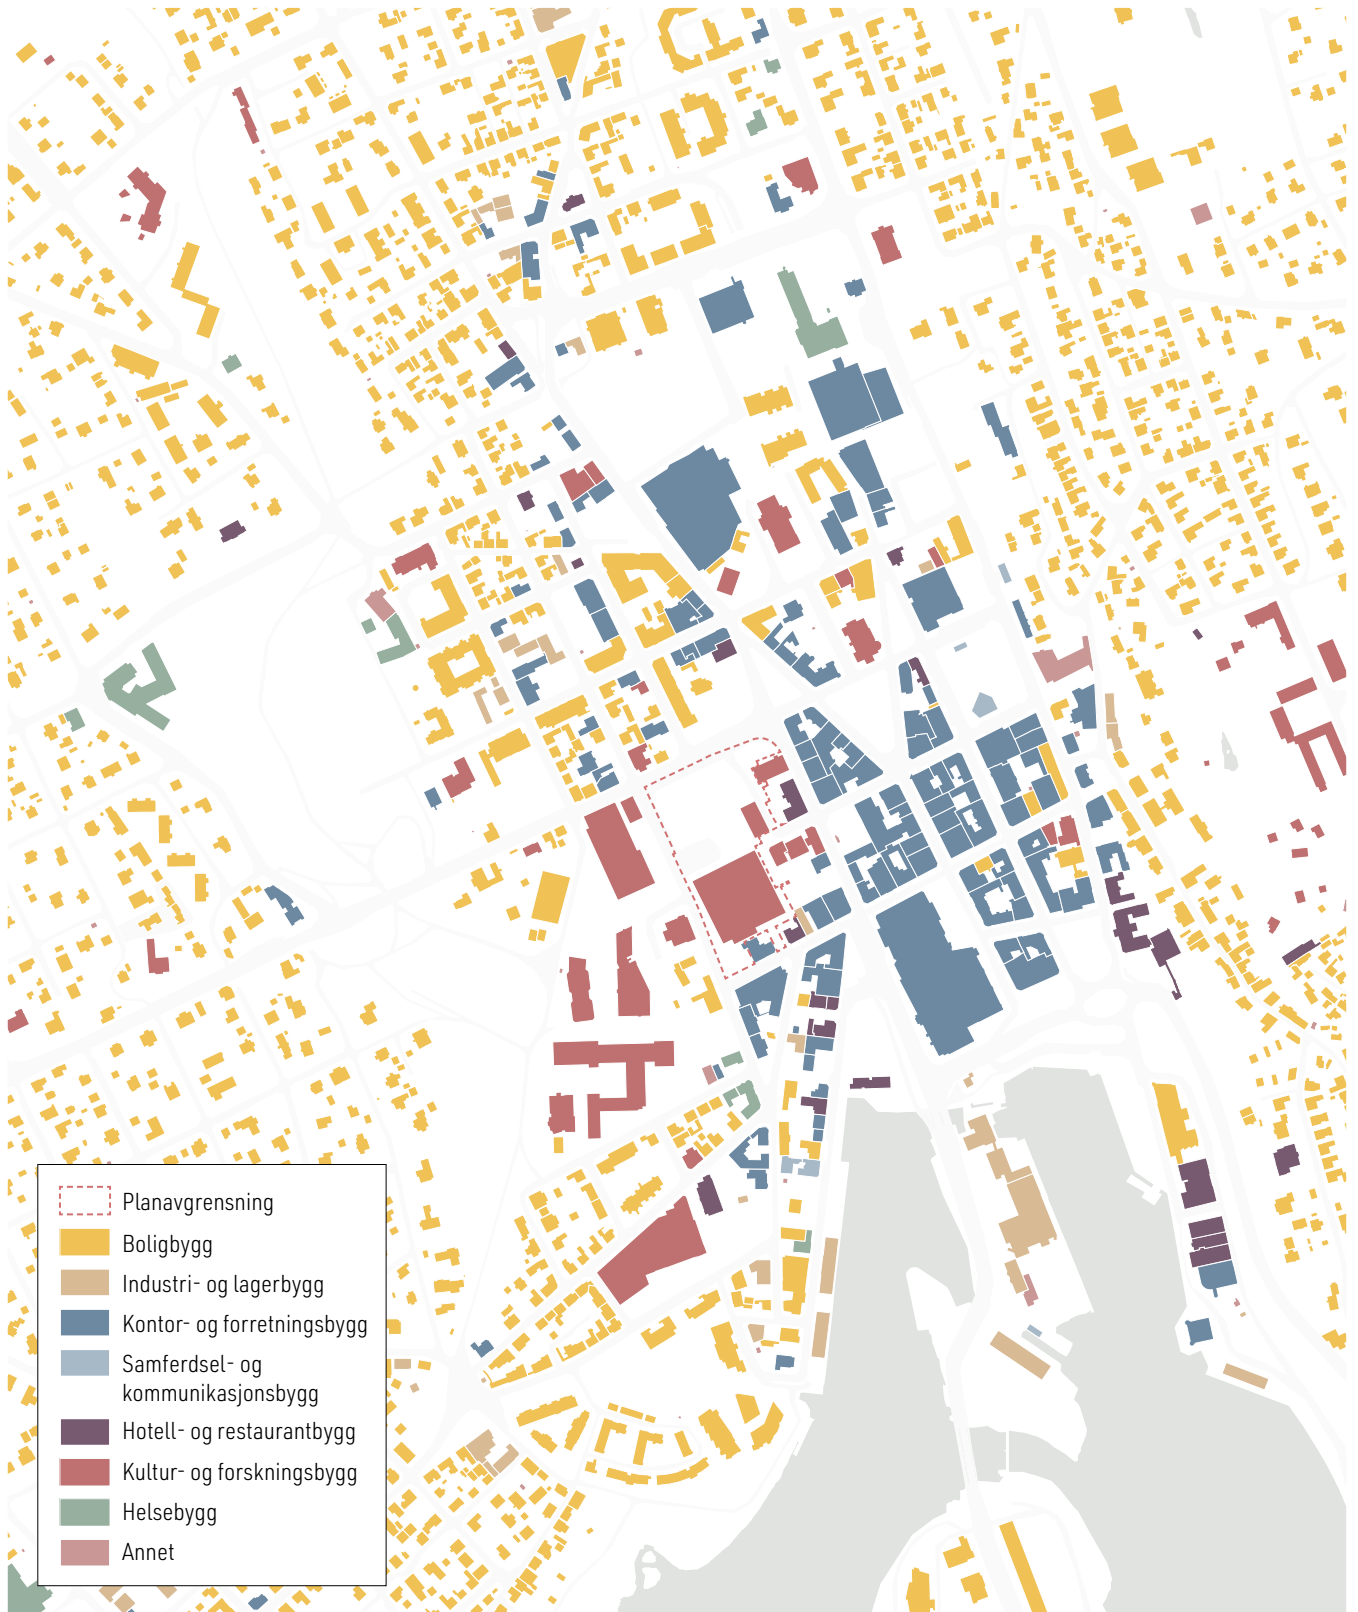 Planavgrensning
Boligbygg
Industri- og lagerbygg
Kontor- og forretningsbygg
Samferdsel- og
kommunikasjonsbygg
Hotell- og restaurantbygg
Kultur- og forskningsbygg
Helsebygg
Annet